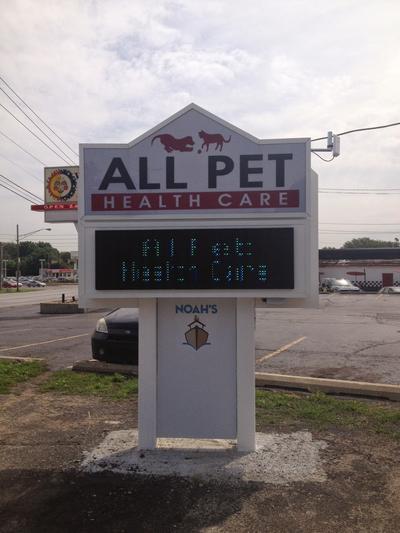 ALL PET
HEALTH CARE
All Pet
Health Care
NOAH'S